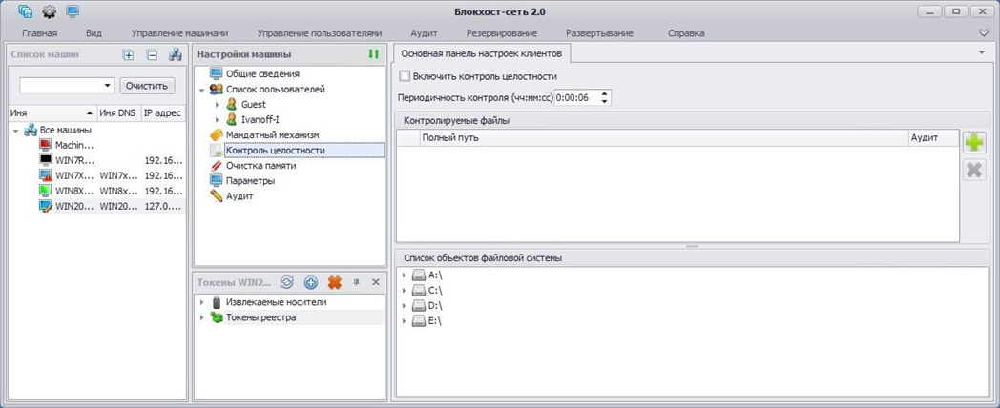 Блокхост-сеть 2.0
Главная Вид Управление машинами Управление пользователями Аудит Резервирование Развертывание Справка
Список машин
Очистить
Имя Имя DNS IP адрес
Все машины
Machin...
WIN7R... 192.16...
WIN7X... WIN7x... 192.16...
WIN8X... WIN8x... 192.16...
WIN20... WIN20... 127.0....
Настройки машины
Общие сведения
Список пользователей
Guest
Ivanoff-I
Мандатный механизм
Контроль целостности
Очистка памяти
Параметры
Аудит
Токены WIN2...
Извлекаемые носители
Токены реестра
Основная панель настроек клиентов
Включить контроль целостности
Периодичность контроля (чч:мм:сс) 0:00:06
Контролируемые файлы
Полный путь Аудит
Список объектов файловой системы
A:\
C:\
D:\
E:\